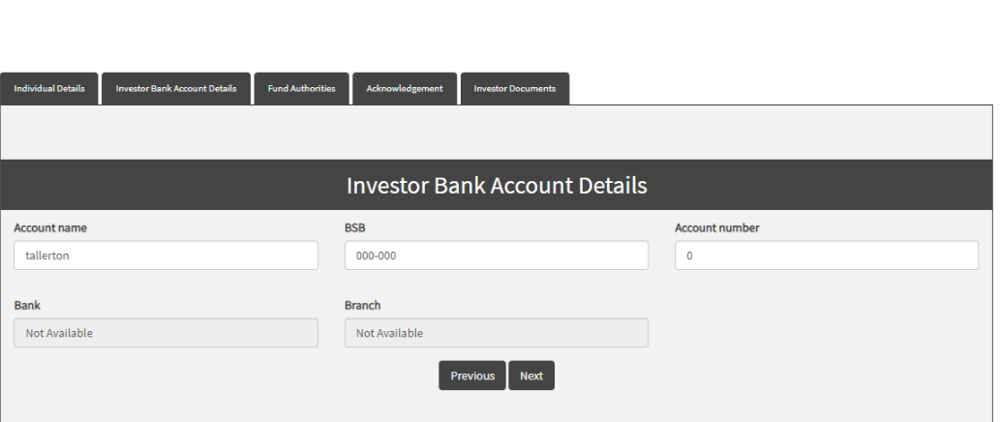 Individual Details Investor Bank Account Details Fund Authorities Acknowledgement Investor Documents
Investor Bank Account Details
Account name BSB Account number
tallerton 000-000 0
Bank Branch
Not Available Not Available
Previous Next